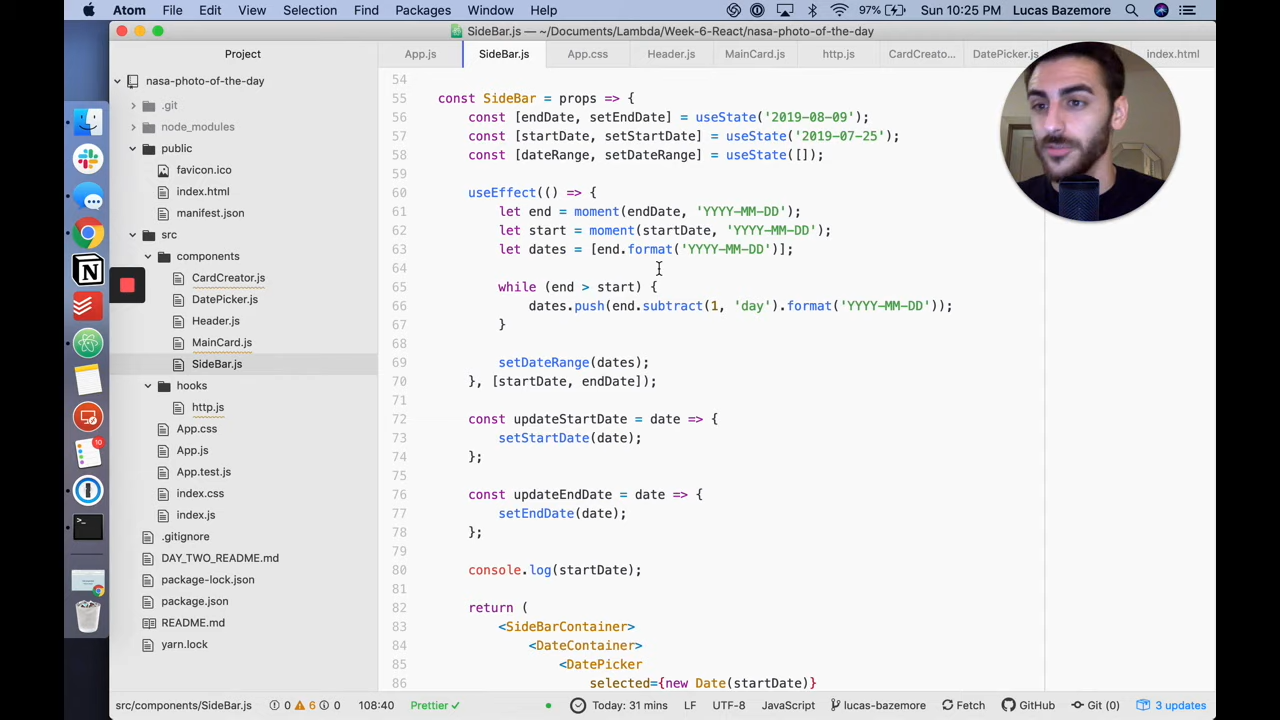 Atom File Edit View Selection Find Packages Window Help 97% Sun 10:25 PM Lucas Bazemore
SideBar.js — ~/Documents/Lambda/Week-6-React/nasa-photo-of-the-day
Project
App.js SideBar.js App.css Header.js MainCard.js http.js CardCreato... DatePicker.js index.html
nasa-photo-of-the-day
.git
node_modules
public
favicon.ico
index.html
manifest.json
src
components
CardCreator.js
DatePicker.js
Header.js
MainCard.js
SideBar.js
hooks
http.js
App.css
App.js
App.test.js
index.css
index.js
.gitignore
DAY_TWO_README.md
package-lock.json
package.json
README.md
yarn.lock
10
54
55 const SideBar = props => {
56 const [endDate, setEndDate] = useState('2019-08-09');
57 const [startDate, setStartDate] = useState('2019-07-25');
58 const [dateRange, setDateRange] = useState([]);
59
60 useEffect(() => {
61 let end = moment(endDate, 'YYYY-MM-DD');
62 let start = moment(startDate, 'YYYY-MM-DD');
63 let dates = [end.format('YYYY-MM-DD')];
64
65 while (end > start) {
66 dates.push(end.subtract(1, 'day').format('YYYY-MM-DD'));
67 }
68
69 setDateRange(dates);
70 }, [startDate, endDate]);
71
72 const updateStartDate = date => {
73 setStartDate(date);
74 };
75
76 const updateEndDate = date => {
77 setEndDate(date);
78 };
79
80 console.log(startDate);
81
82 return (
83 <SideBarContainer>
84 <DateContainer>
85 <DatePicker
86 selected={new Date(startDate)}
src/components/SideBar.js 0 6 0 108:40 Prettier Today: 31 mins LF UTF-8 JavaScript lucas-bazemore Fetch GitHub Git (0) 3 updates